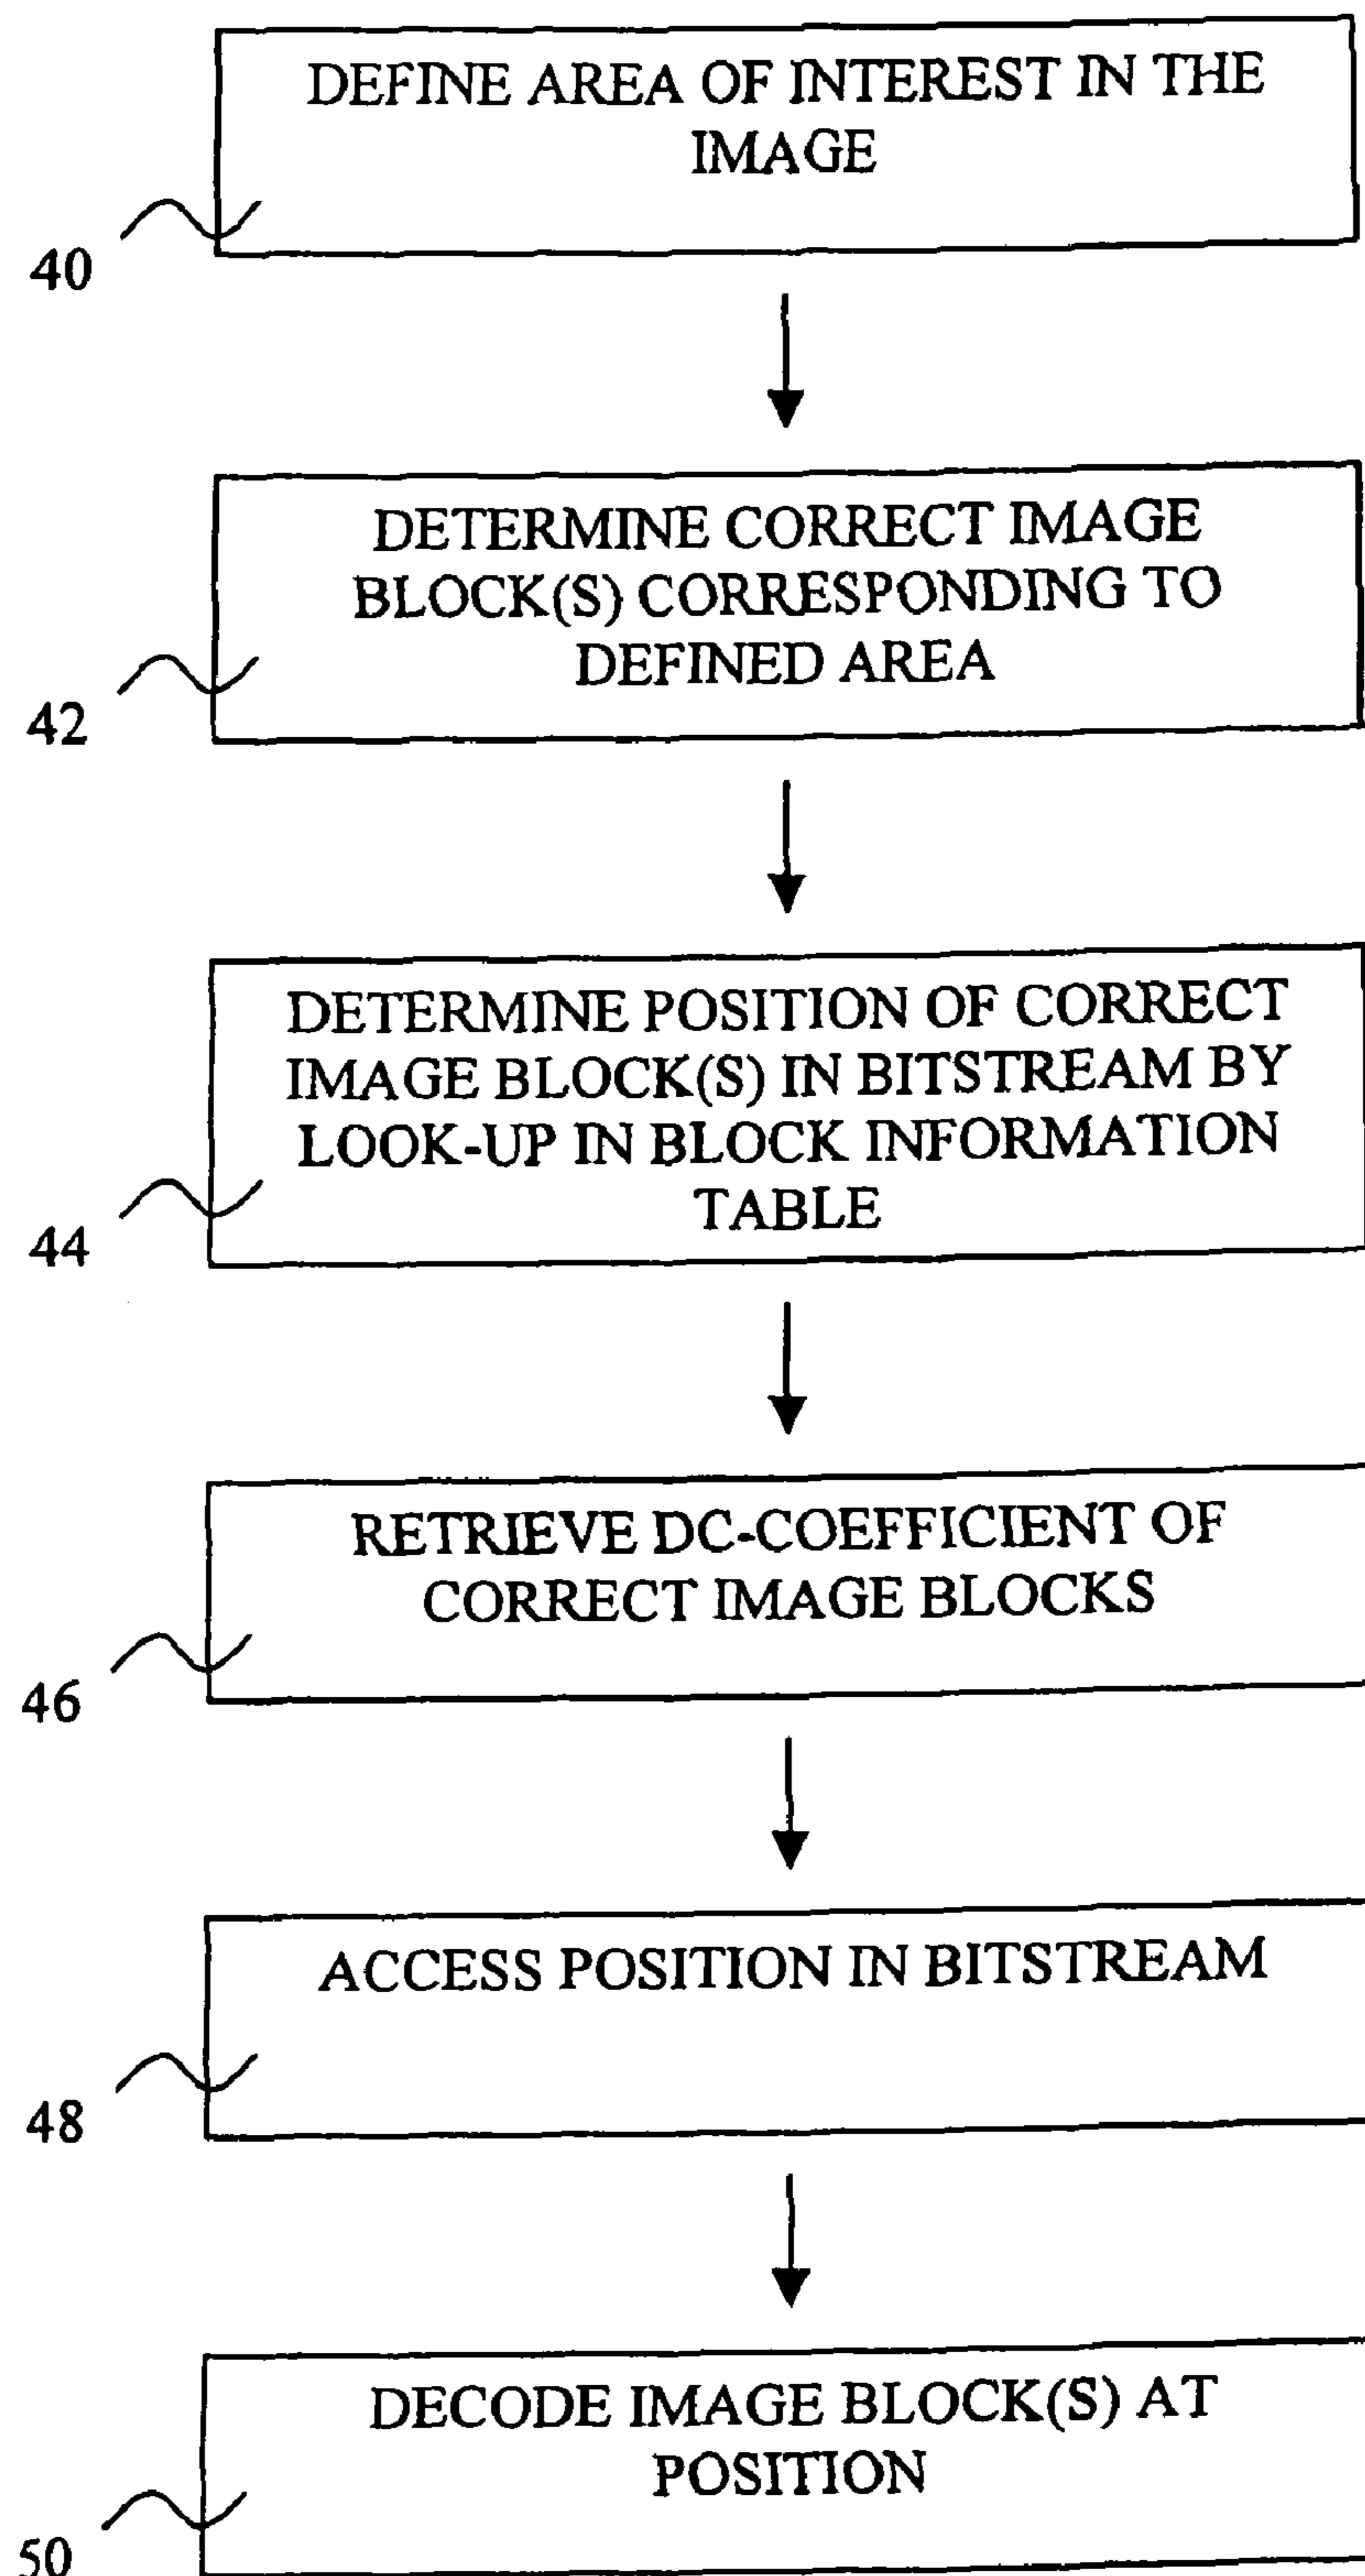 DEFINE AREA OF INTEREST IN THE
IMAGE
40
DETERMINE CORRECT IMAGE
BLOCK(S) CORRESPONDING TO
DEFINED AREA
42
DETERMINE POSITION OF CORRECT
IMAGE BLOCK(S) IN BITSTREAM BY
LOOK-UP IN BLOCK INFORMATION
TABLE
44
RETRIEVE DC-COEFFICIENT OF
CORRECT IMAGE BLOCKS
46
ACCESS POSITION IN BITSTREAM
48
DECODE IMAGE BLOCK(S) AT
POSITION
50